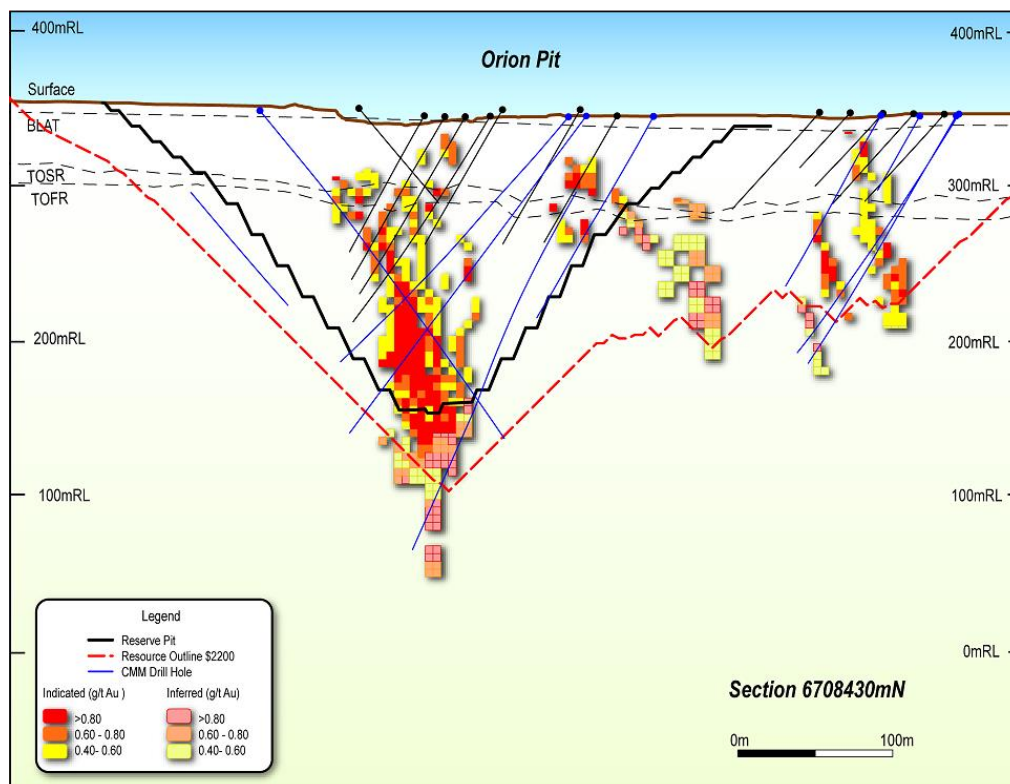 400mRL
400mRL
Orion Pit
Surface
BLAT
TOSR
TOFR
300mRL
200mRL
200mRL
100mRL
100mRL
0mRL
Legend
Reserve Pit
Resource Outline $2200
CMM Drill Hole
Indicated (g/t Au )
Inferred (g/t Au)
>0.80
>0.80
0.60 - 0.80
0.60 - 0.80
0.40- 0.60
0.40- 0.60
Section 6708430mN
0m
100m